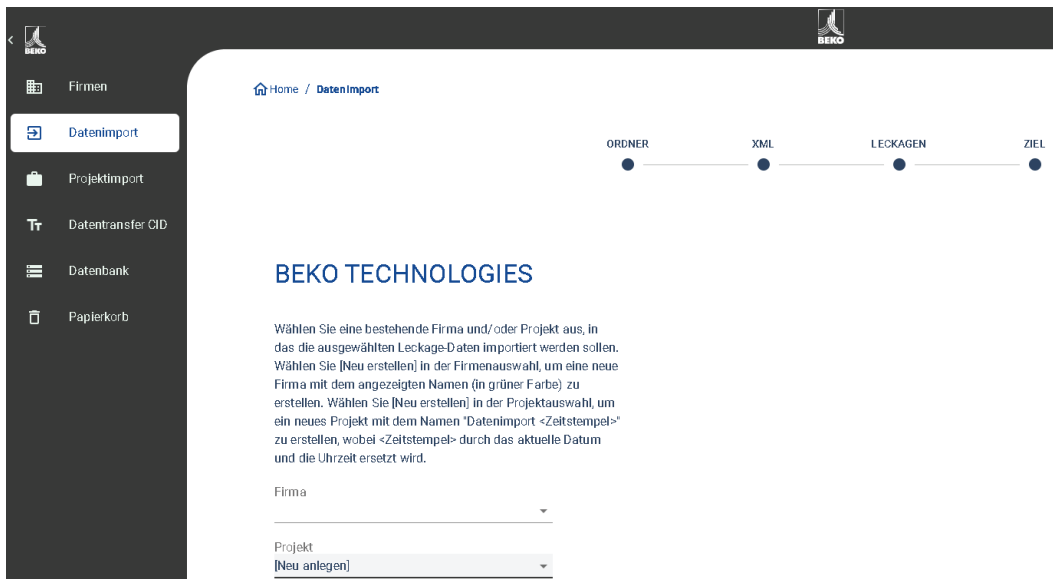 BEKO
BEKO
Firmen
Datenimport
Projektimport
Datentransfer CID
Datenbank
Papierkorb
Home / Datenimport
ORDNER XML LECKAGEN ZIEL
BEKO TECHNOLOGIES
Wählen Sie eine bestehende Firma und/oder Projekt aus, in
das die ausgewählten Leckage-Daten importiert werden sollen.
Wählen Sie [Neu erstellen] in der Firmenauswahl, um eine neue
Firma mit dem angezeigten Namen (in grüner Farbe) zu
erstellen. Wählen Sie [Neu erstellen] in der Projektauswahl, um
ein neues Projekt mit dem Namen "Datenimport <Zeitstempel>"
zu erstellen, wobei <Zeitstempel> durch das aktuelle Datum
und die Uhrzeit ersetzt wird.
Firma
Projekt
[Neu anlegen]